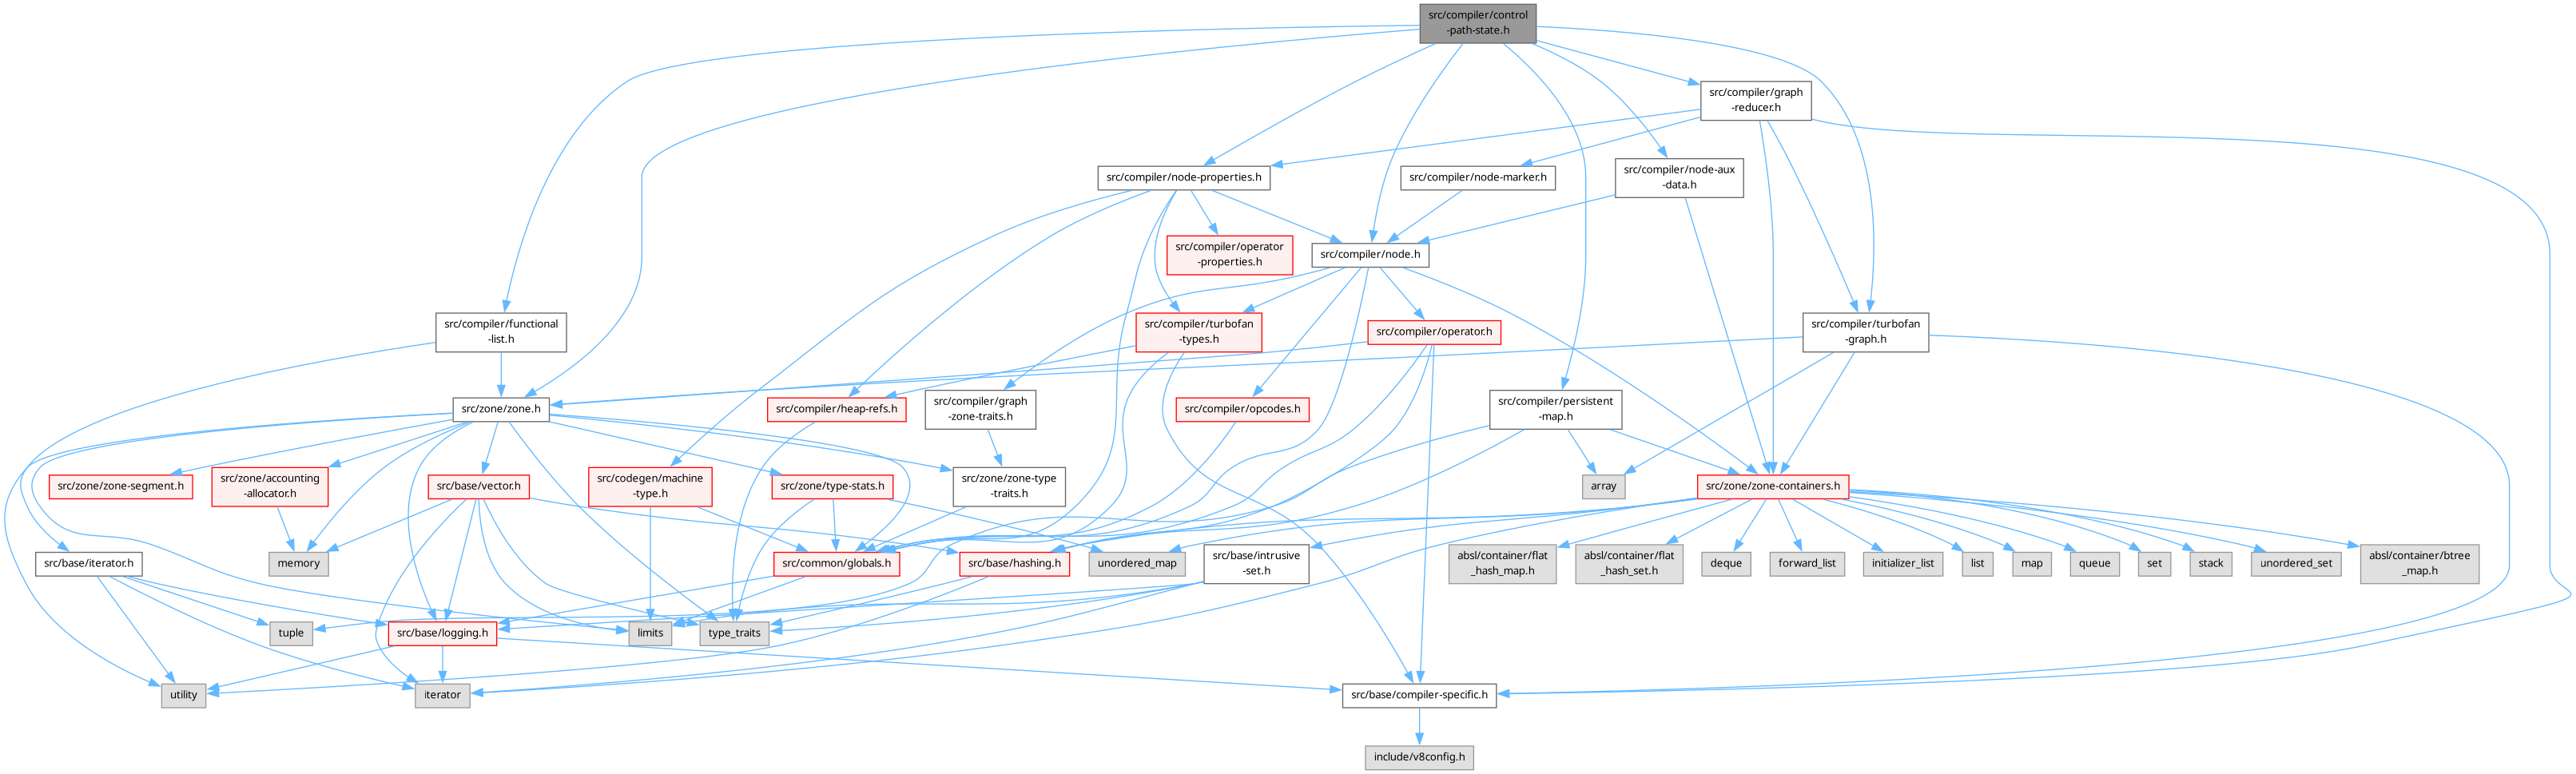 src/compiler/control
-path-state.h
src/compiler/graph
-reducer.h
src/compiler/node-properties.h
src/compiler/node-marker.h
src/compiler/node-aux
-data.h
src/compiler/operator
-properties.h
src/compiler/node.h
src/compiler/functional
-list.h
src/compiler/turbofan
-types.h
src/compiler/operator.h
src/compiler/turbofan
-graph.h
src/zone/zone.h
src/compiler/heap-refs.h
src/compiler/graph
-zone-traits.h
src/compiler/opcodes.h
src/compiler/persistent
-map.h
src/zone/zone-segment.h
src/zone/accounting
-allocator.h
src/base/vector.h
src/codegen/machine
-type.h
src/zone/type-stats.h
src/zone/zone-type
-traits.h
array
src/zone/zone-containers.h
src/base/iterator.h
memory
src/common/globals.h
src/base/hashing.h
unordered_map
src/base/intrusive
-set.h
absl/container/flat
_hash_map.h
absl/container/flat
_hash_set.h
deque
forward_list
initializer_list
list
map
queue
set
stack
unordered_set
absl/container/btree
_map.h
tuple
src/base/logging.h
limits
type_traits
utility
iterator
src/base/compiler-specific.h
include/v8config.h